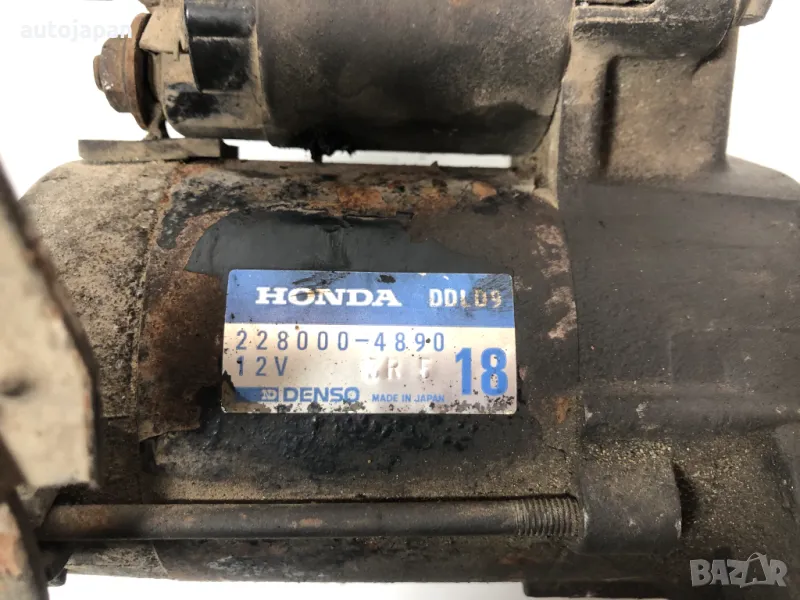 autojapan
HONDA DDLD9
228000-4890
12V 18
DENSO MADE IN JAPAN
BAZAR